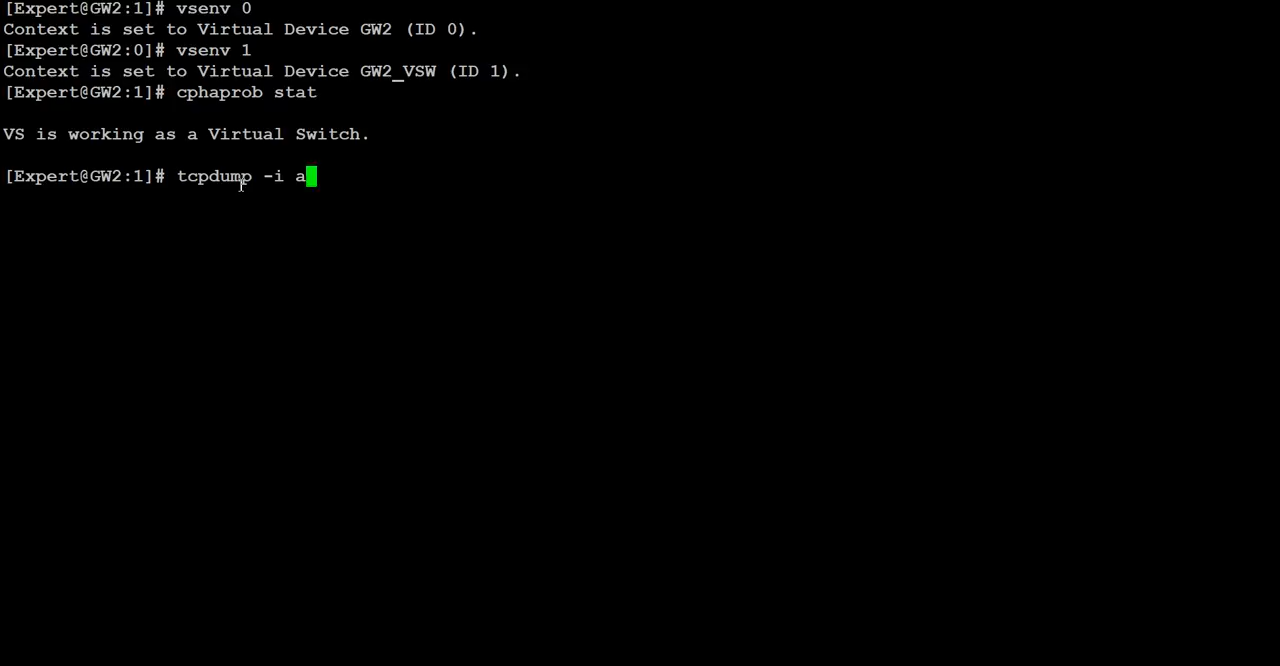 [Expert@GW2:1]# vsenv 0
Context is set to Virtual Device GW2 (ID 0).
[Expert@GW2:0]# vsenv 1
Context is set to Virtual Device GW2_VSW (ID 1).
[Expert@GW2:1]# cphaprob stat
VS is working as a Virtual Switch.
[Expert@GW2:1]# tcpdump -i a